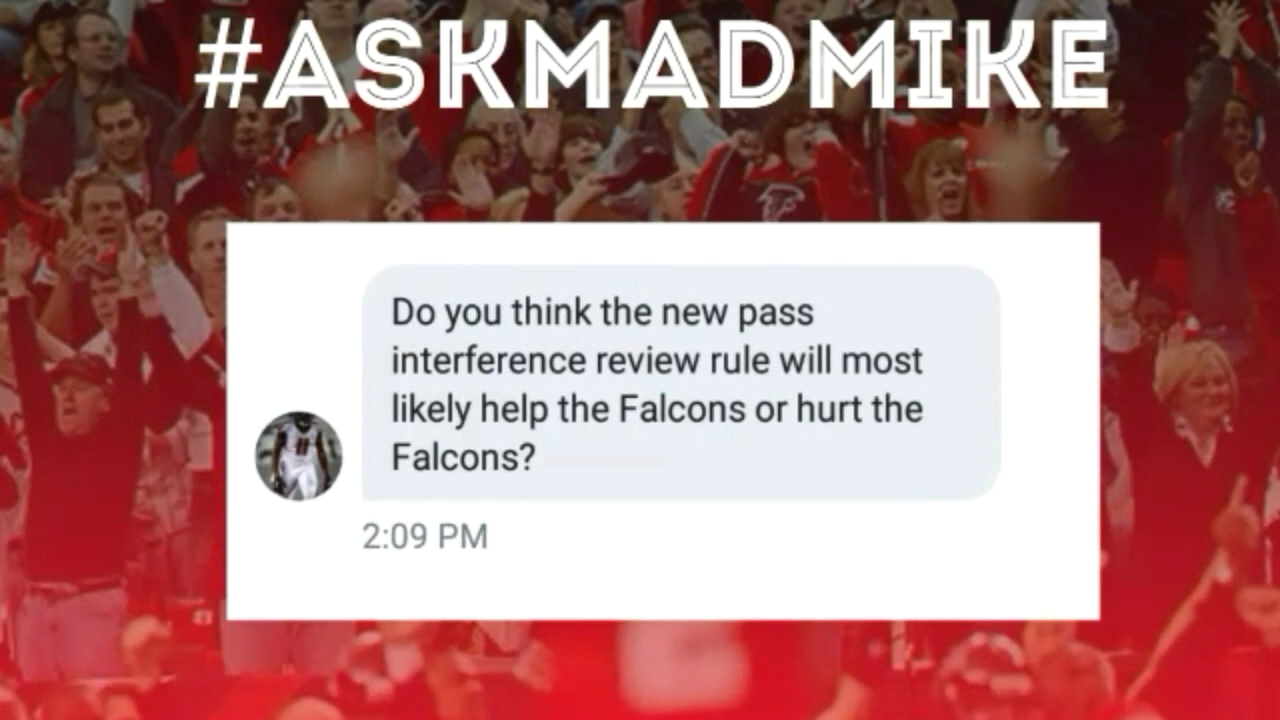 #ASKMADMIKE
Do you think the new pass
interference review rule will most
likely help the Falcons or hurt the
Falcons?
2:09 PM